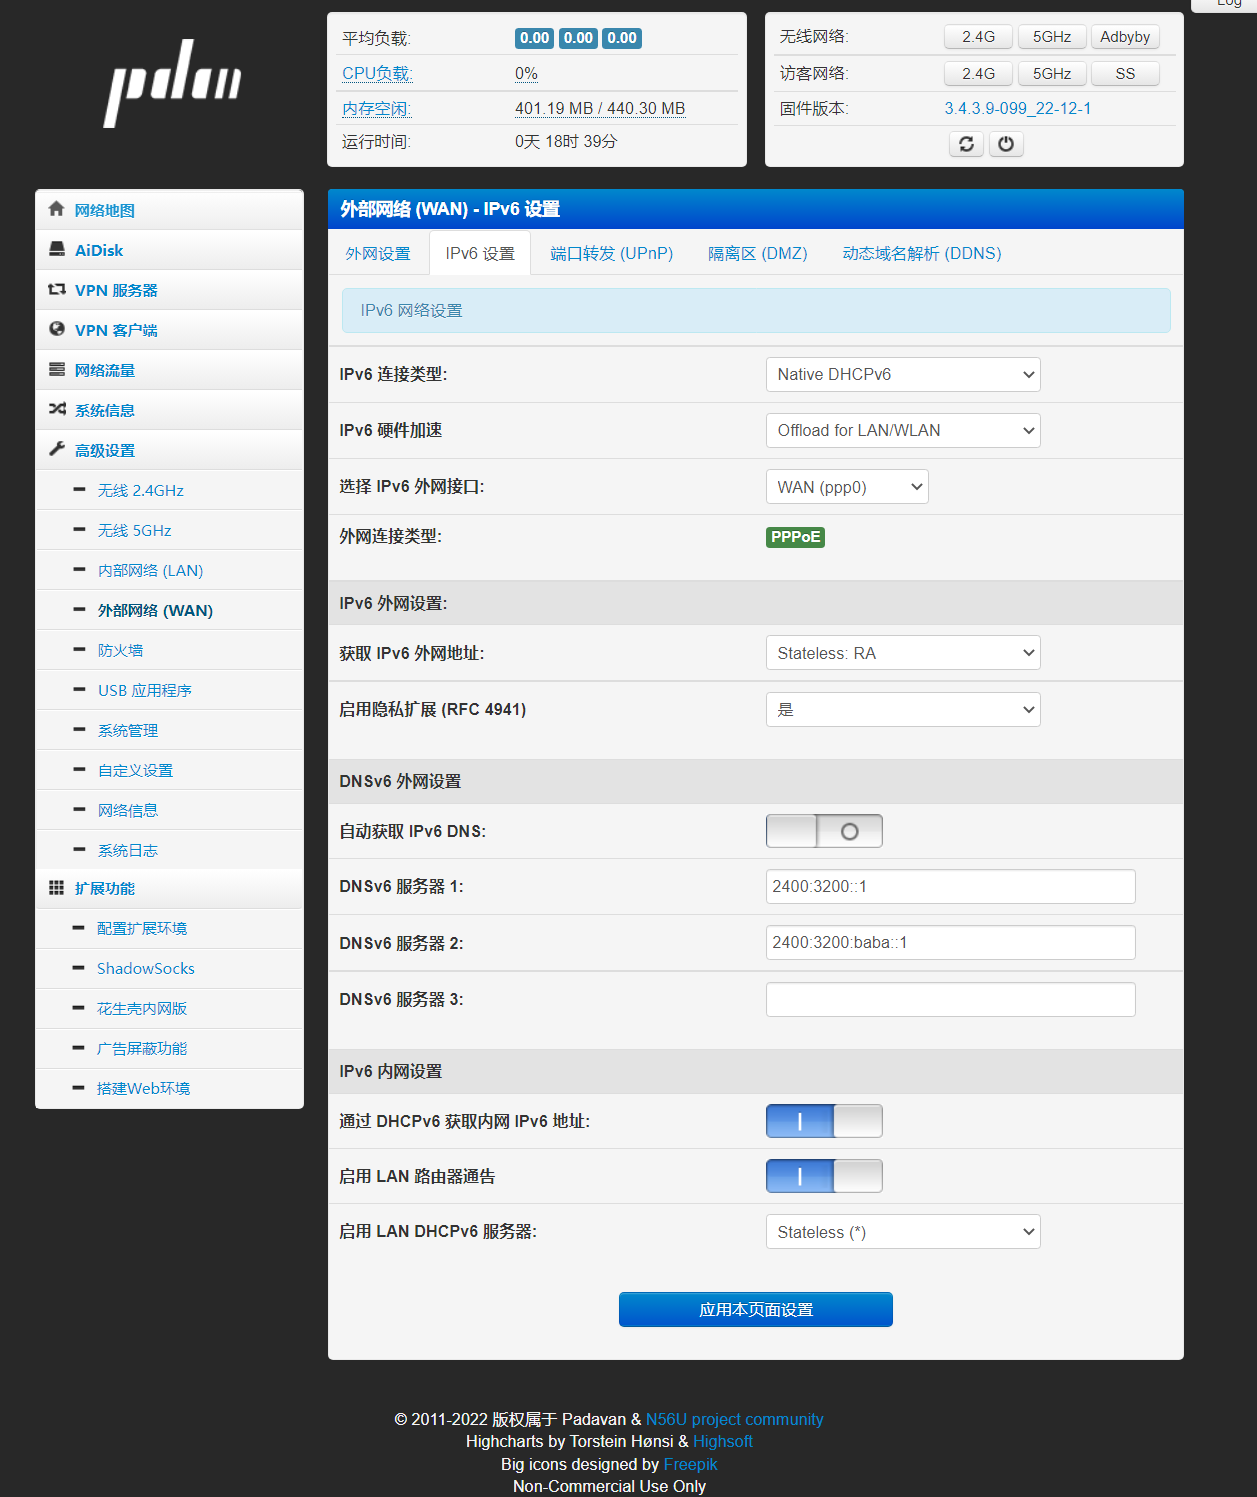 Log
padavan
平均负载: 0.00 0.00 0.00
CPU负载: 0%
内存空闲: 401.19 MB / 440.30 MB
运行时间: 0天 18时 39分
无线网络: 2.4G 5GHz Adbyby
访客网络: 2.4G 5GHz SS
固件版本: 3.4.3.9-099_22-12-1
网络地图
AiDisk
VPN 服务器
VPN 客户端
网络流量
系统信息
高级设置
无线 2.4GHz
无线 5GHz
内部网络 (LAN)
外部网络 (WAN)
防火墙
USB 应用程序
系统管理
自定义设置
网络信息
系统日志
扩展功能
配置扩展环境
ShadowSocks
花生壳内网版
广告屏蔽功能
搭建Web环境
外部网络 (WAN) - IPv6 设置
外网设置 IPv6 设置 端口转发 (UPnP) 隔离区 (DMZ) 动态域名解析 (DDNS)
IPv6 网络设置
IPv6 连接类型: Native DHCPv6
IPv6 硬件加速 Offload for LAN/WLAN
选择 IPv6 外网接口: WAN (ppp0)
外网连接类型: PPPoE
IPv6 外网设置:
获取 IPv6 外网地址: Stateless: RA
启用隐私扩展 (RFC 4941) 是
DNSv6 外网设置
自动获取 IPv6 DNS:
DNSv6 服务器 1: 2400:3200::1
DNSv6 服务器 2: 2400:3200:baba::1
DNSv6 服务器 3:
IPv6 内网设置
通过 DHCPv6 获取内网 IPv6 地址:
启用 LAN 路由器通告
启用 LAN DHCPv6 服务器: Stateless (*)
应用本页面设置
© 2011-2022 版权属于 Padavan & N56U project community
Highcharts by Torstein Hønsi & Highsoft
Big icons designed by Freepik
Non-Commercial Use Only